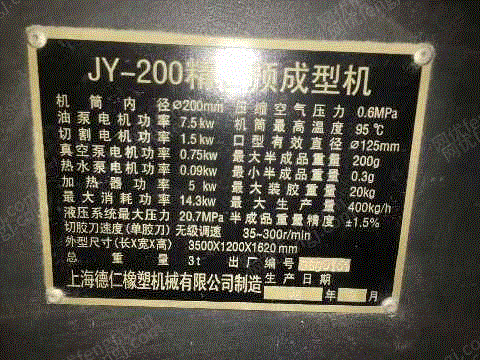 JY-200精 预成型机
机筒内径 ø200mm 压缩空气压力 0.6MPa
油泵电机功率 7.5kw 机筒最高温度 95℃
切割电机功率 1.5kw 口型有效直径 ø125mm
真空泵电机功率 0.75kw 最大半成品重量 200g
热水泵电机功率 0.09kw 最小半成品重量 0.3g
加热器功率 5kw 最大装胶重量 20kg
最大消耗功率 14.3kw 最大生产量 400kg/h
液压系统最大压力 20.7MPa 半成品重量精度 ±1.5%
切胶刀速度(单胶刀)无级调速 35~300r/min
外型尺寸(长X宽X高) 3500X1200X1620mm
总重量 3t 出厂编号
生产日期
上海德仁橡塑机械有限公司制造 年 月